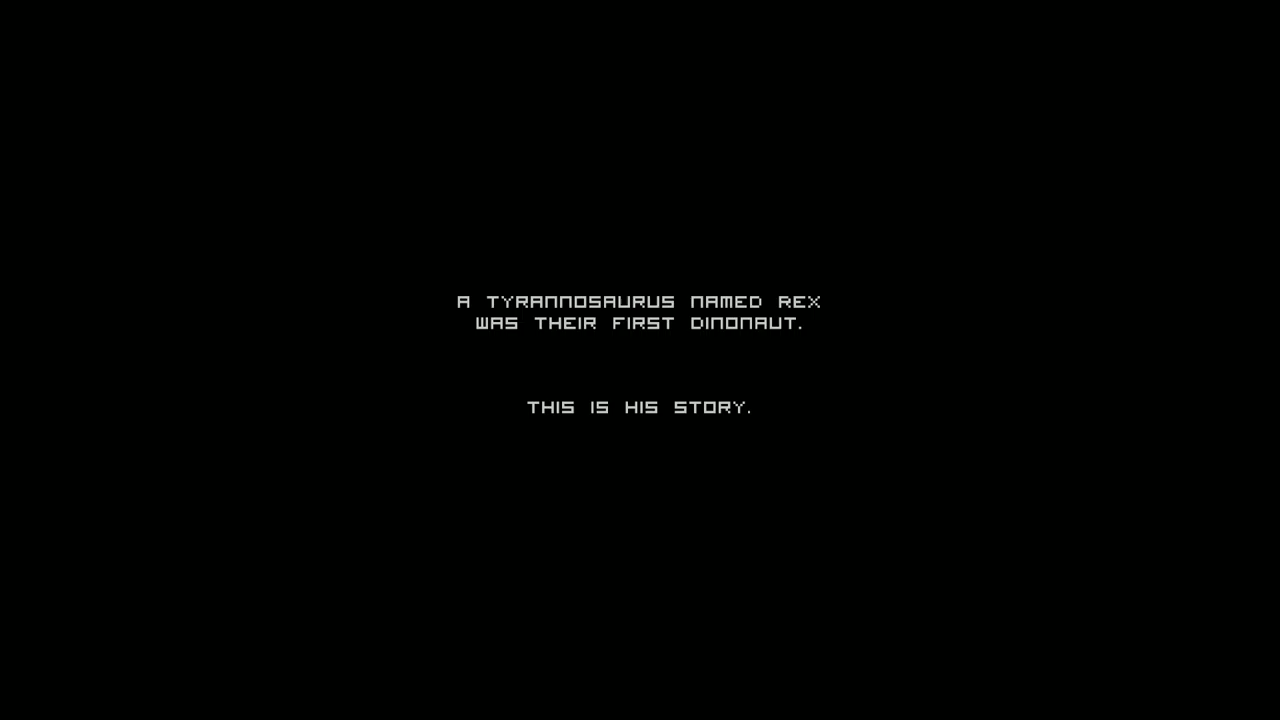 A TYRANNOSAURUS NAMED REX
WAS THEIR FIRST DINONAUT.
THIS IS HIS STORY.